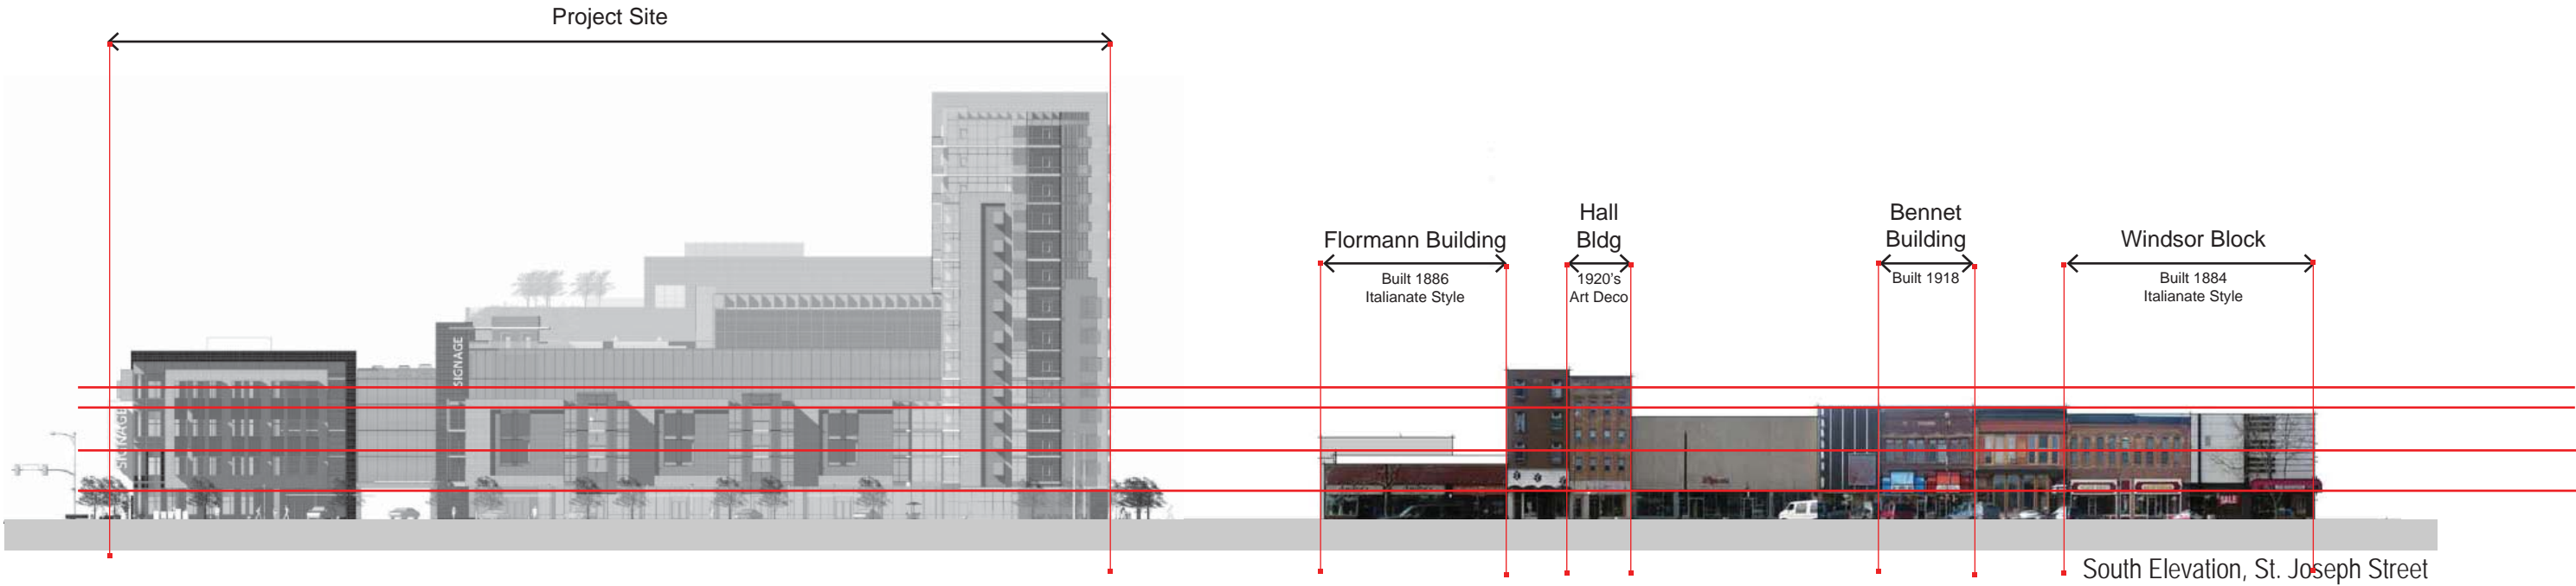 Project Site
SIGNAGE
SIGNAGE
Flormann Building
Built 1886
Italianate Style
Hall
Bldg
1920's
Art Deco
Bennet
Building
Built 1918
Windsor Block
Built 1884
Italianate Style
SALE
South Elevation, St. Joseph Street